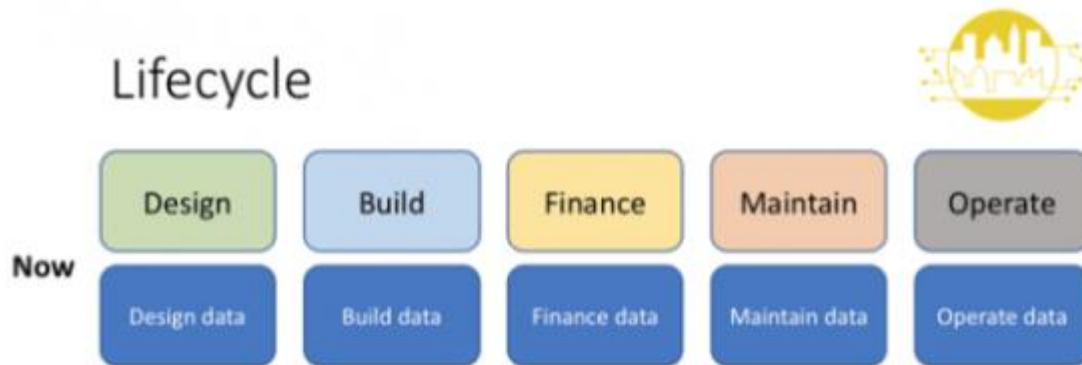 Lifecycle
Design Build Finance Maintain Operate
Now
Design data Build data Finance data Maintain data Operate data